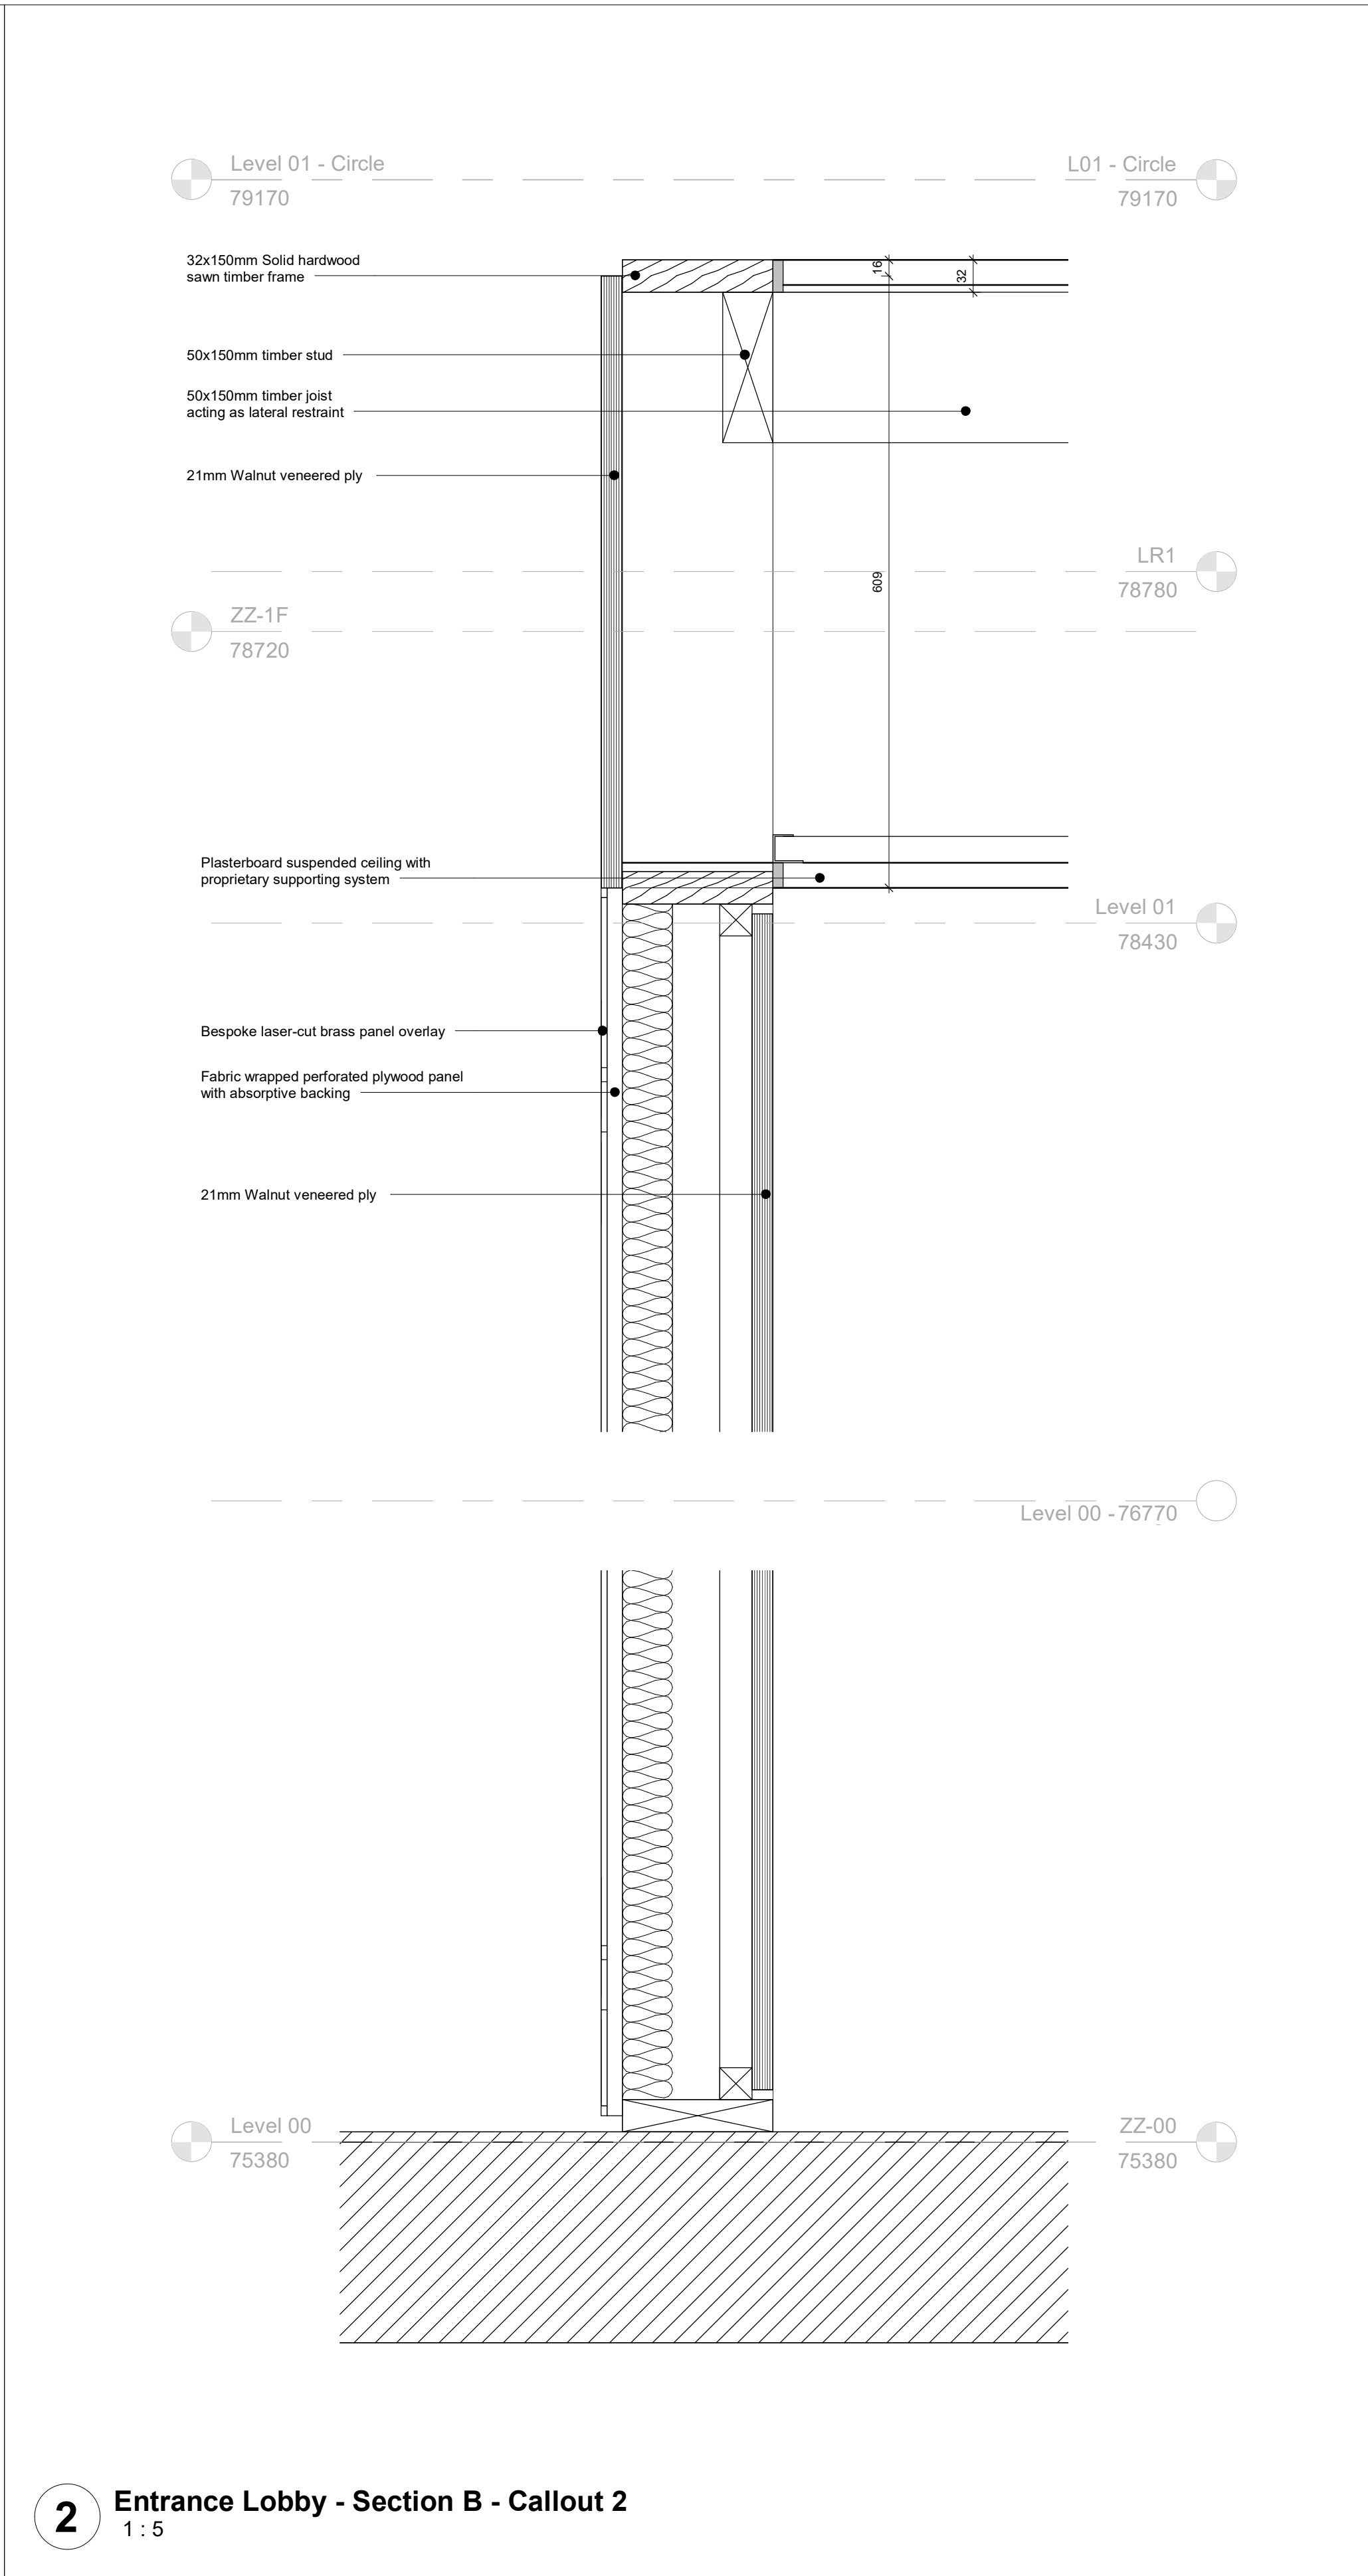 Level 01 - Circle
79170
L01 - Circle
79170
32x150mm Solid hardwood
sawn timber frame
16
32
50x150mm timber stud
50x150mm timber joist
acting as lateral restraint
21mm Walnut veneered ply
LR1
78780
609
ZZ-1F
78720
Plasterboard suspended ceiling with
proprietary supporting system
Level 01
78430
Bespoke laser-cut brass panel overlay
Fabric wrapped perforated plywood panel
with absorptive backing
21mm Walnut veneered ply
Level 00 -76770
Level 00
75380
ZZ-00
75380
2
Entrance Lobby - Section B - Callout 2
1 : 5